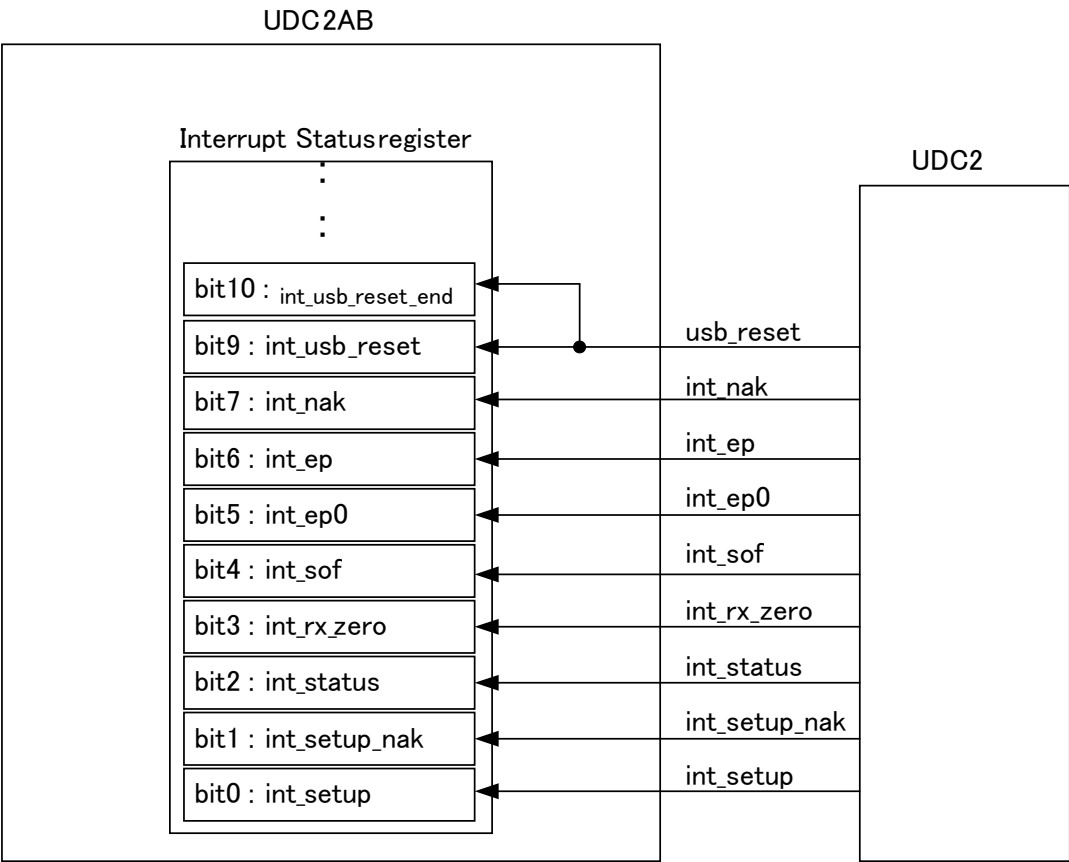 UDC2AB
Interrupt Statusregister
:
:
bit10 : int_usb_reset_end
bit9 : int_usb_reset
bit7 : int_nak
bit6 : int_ep
bit5 : int_ep0
bit4 : int_sof
bit3 : int_rx_zero
bit2 : int_status
bit1 : int_setup_nak
bit0 : int_setup
usb_reset
int_nak
int_ep
int_ep0
int_sof
int_rx_zero
int_status
int_setup_nak
int_setup
UDC2